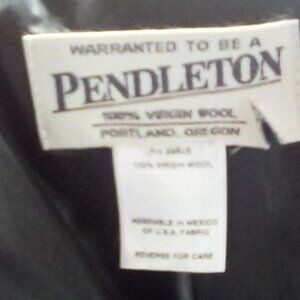 WARRANTED TO BE A
PENDLETON
100% VIRGIN WOOL
PORTLAND, OREGON
100% VIRGIN WOOL
ASSEMBLE IN MEXICO
OF U.S.A. FABRIC
REVERSE FOR CARE